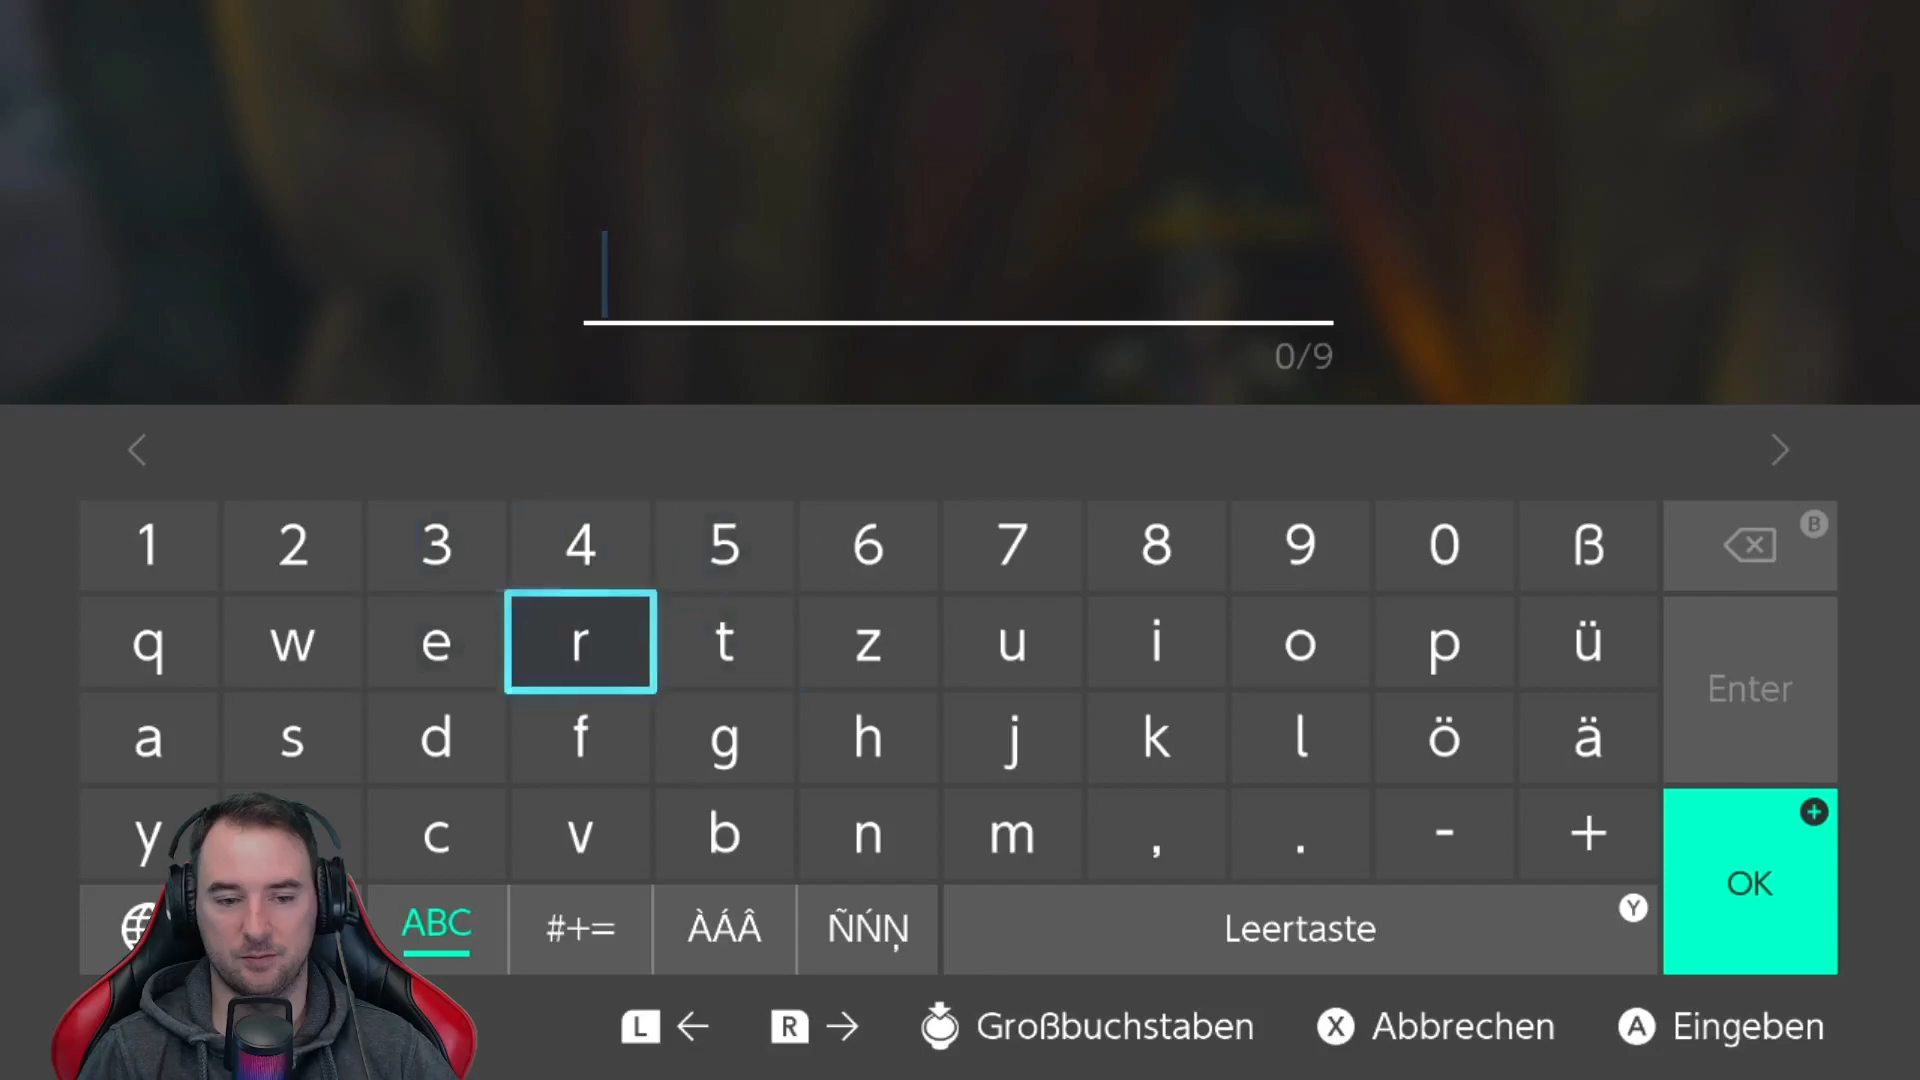 0/9
1 2 3 4 5 6 7 8 9 0 ß B
q w e r t z u i o p ü Enter
a s d f g h j k l ö ä
y c v b n m , . - + OK +
ABC #+= ÀÁÂ ÑŃŅ Leertaste Y
L ← R → Großbuchstaben X Abbrechen A Eingeben